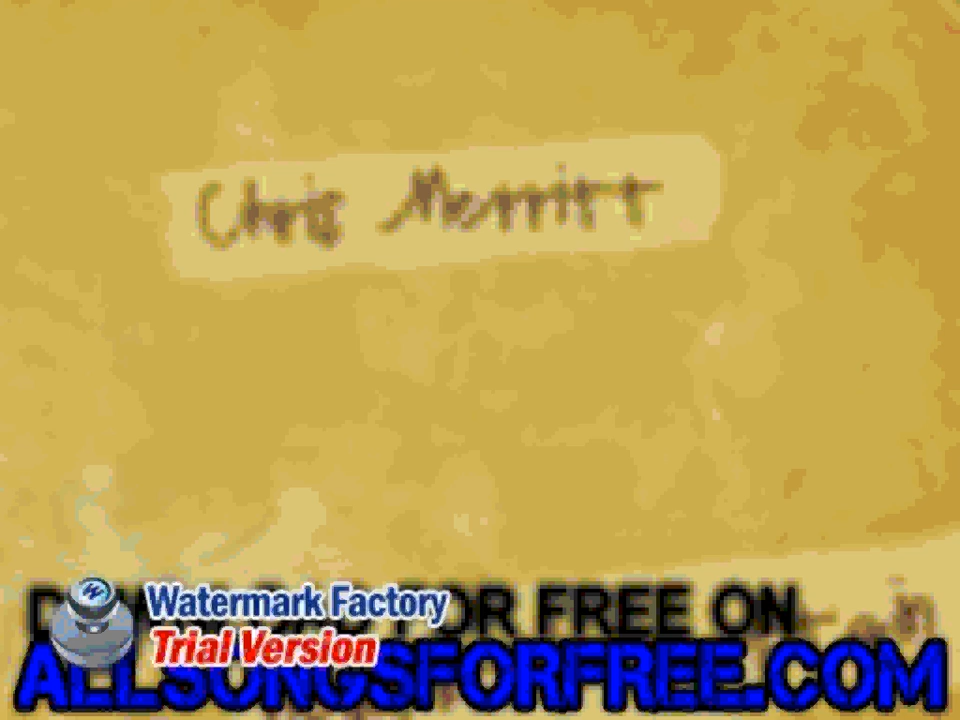 Chris Merritt
FOR FREE ON
Watermark Factory
Trial Version
ALLSONGSFORFREE.COM